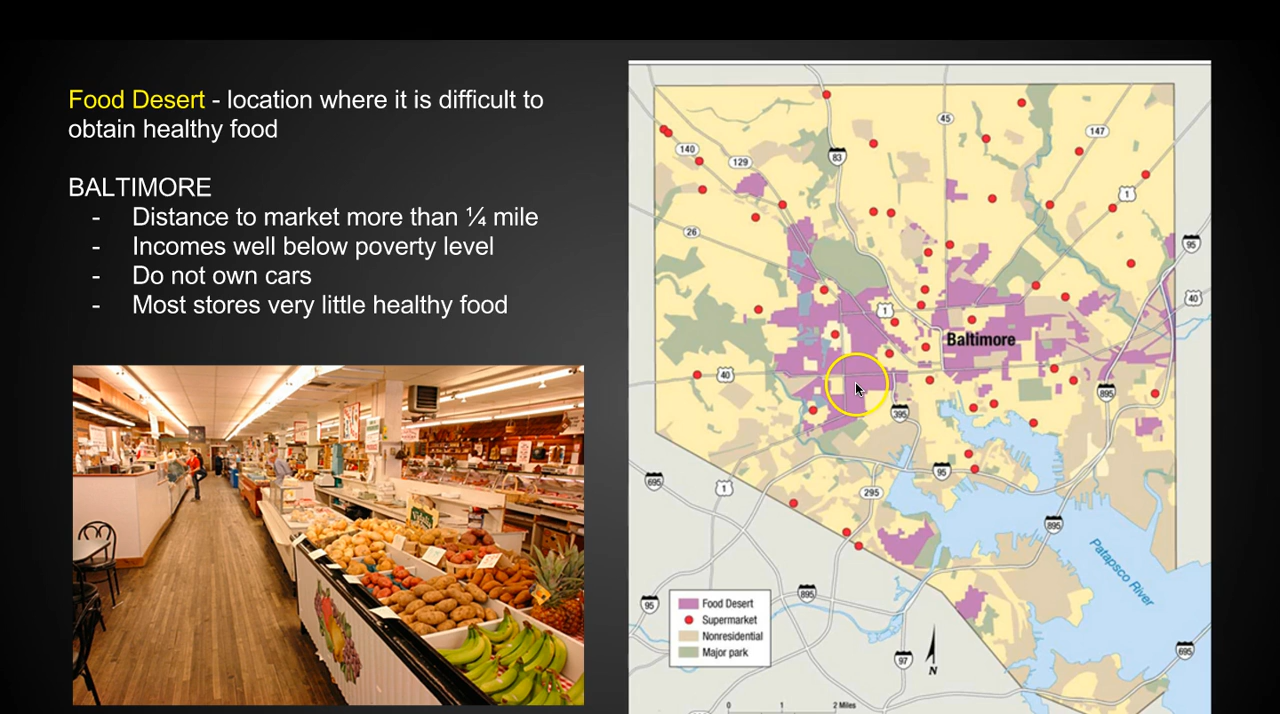 Food Desert - location where it is difficult to
obtain healthy food
BALTIMORE
- Distance to market more than ¼ mile
- Incomes well below poverty level
- Do not own cars
- Most stores very little healthy food
45
147
140
83
129
1
26
95
40
1
Baltimore
40
395
895
695
1
95
295
895
Patapsco River
95
895
97
N
695
Food Desert
Supermarket
Nonresidential
Major park
0 1 2 Miles